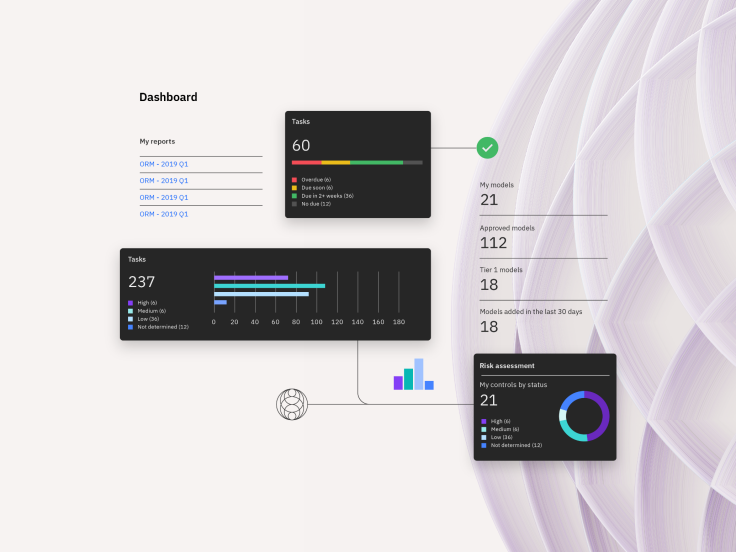 Dashboard
My reports
ORM - 2019 Q1
ORM - 2019 Q1
ORM - 2019 Q1
ORM - 2019 Q1
Tasks
60
Overdue (6)
Due soon (6)
Due in 2+ weeks (36)
No due (12)
My models
21
Approved models
112
Tier 1 models
18
Models added in the last 30 days
18
Tasks
237
High (6)
Medium (6)
Low (36)
Not determined (12)
0 20 40 60 80 100 120 140 160 180
Risk assessment
My controls by status
21
High (6)
Medium (6)
Low (36)
Not determined (12)